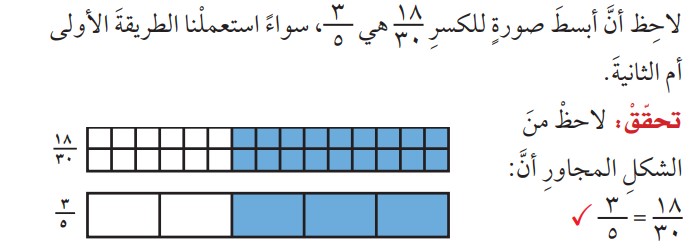 لاحِظ أنَّ أبسطَ صورةٍ للكسرِ ١٨/٣٠ هي ٣/٥، سواءً استعملْنا الطريقةَ الأولى
أم الثانيةَ.
تحقّقْ: لاحظْ منَ
الشكلِ المجاورِ أنَّ:
١٨/٣٠ = ٣/٥ ✓
١٨/٣٠
٣/٥